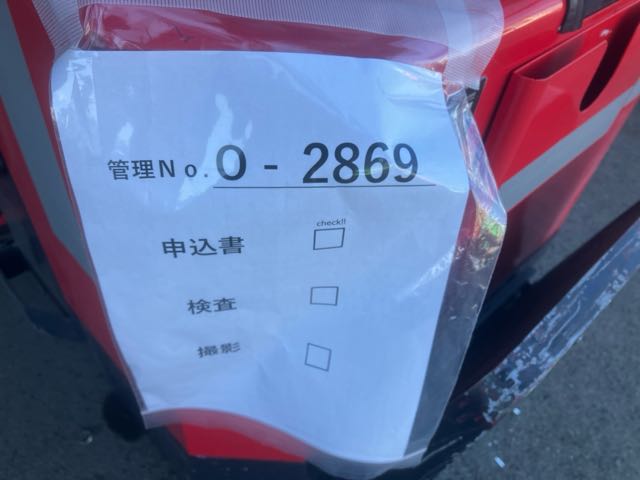 管理No. O - 2869
check!!
申込書 □
検査 □
撮影 □